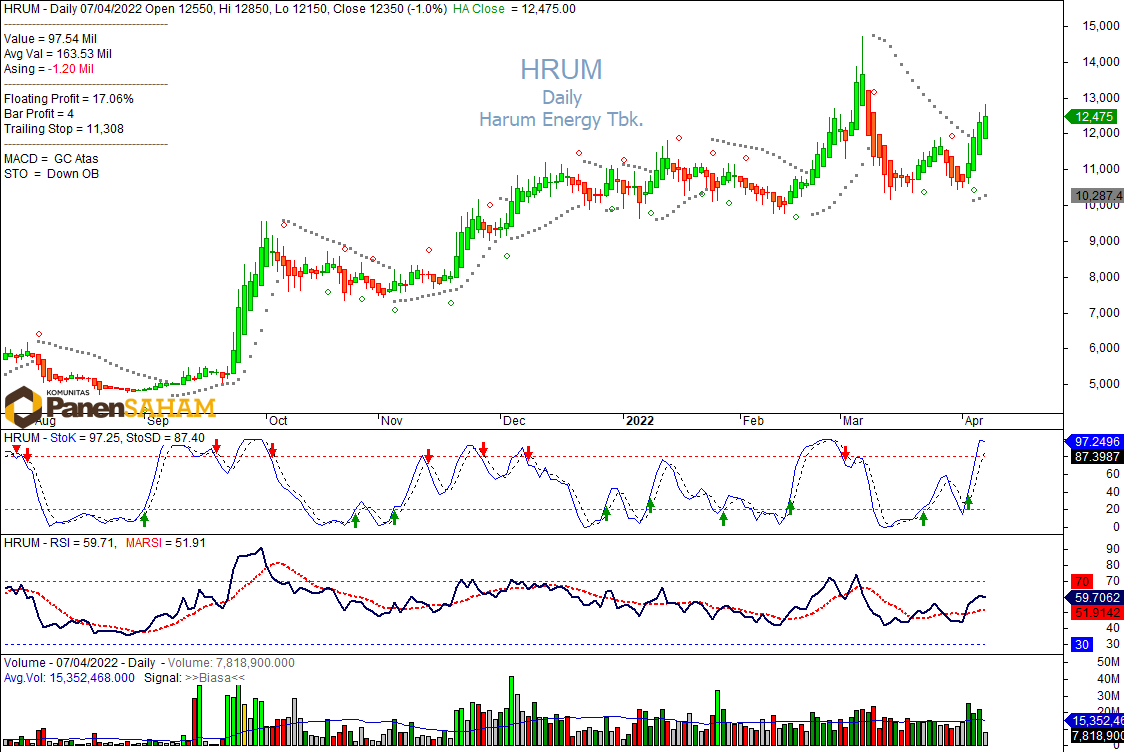 HRUM - Daily 07/04/2022 Open 12550, Hi 12850, Lo 12150, Close 12350 (-1.0%) HA Close = 12,475.00
Value = 97.54 Mil
Avg Val = 163.53 Mil
Asing = -1.20 Mil
Floating Profit = 17.06%
Bar Profit = 4
Trailing Stop = 11,308
MACD = GC Atas
STO = Down OB
HRUM
Daily
Harum Energy Tbk.
15,000
14,000
13,000
12,475
12,000
11,000
10,287.4
10,000
9,000
8,000
7,000
6,000
5,000
KOMUNITAS
PanenSAHAM
Aug Sep Oct Nov Dec 2022 Feb Mar Apr
HRUM - StoK = 97.25, StoSD = 87.40
97.2496
87.3987
60
40
20
0
HRUM - RSI = 59.71, MARSI = 51.91
90
80
70
70
59.7062
51.9142
40
30
30
Volume - 07/04/2022 - Daily - Volume: 7,818,900.000
Avg.Vol: 15,352,468.000 Signal: >>Biasa<<
50M
40M
30M
20M
15,352,46
7,818,900
0